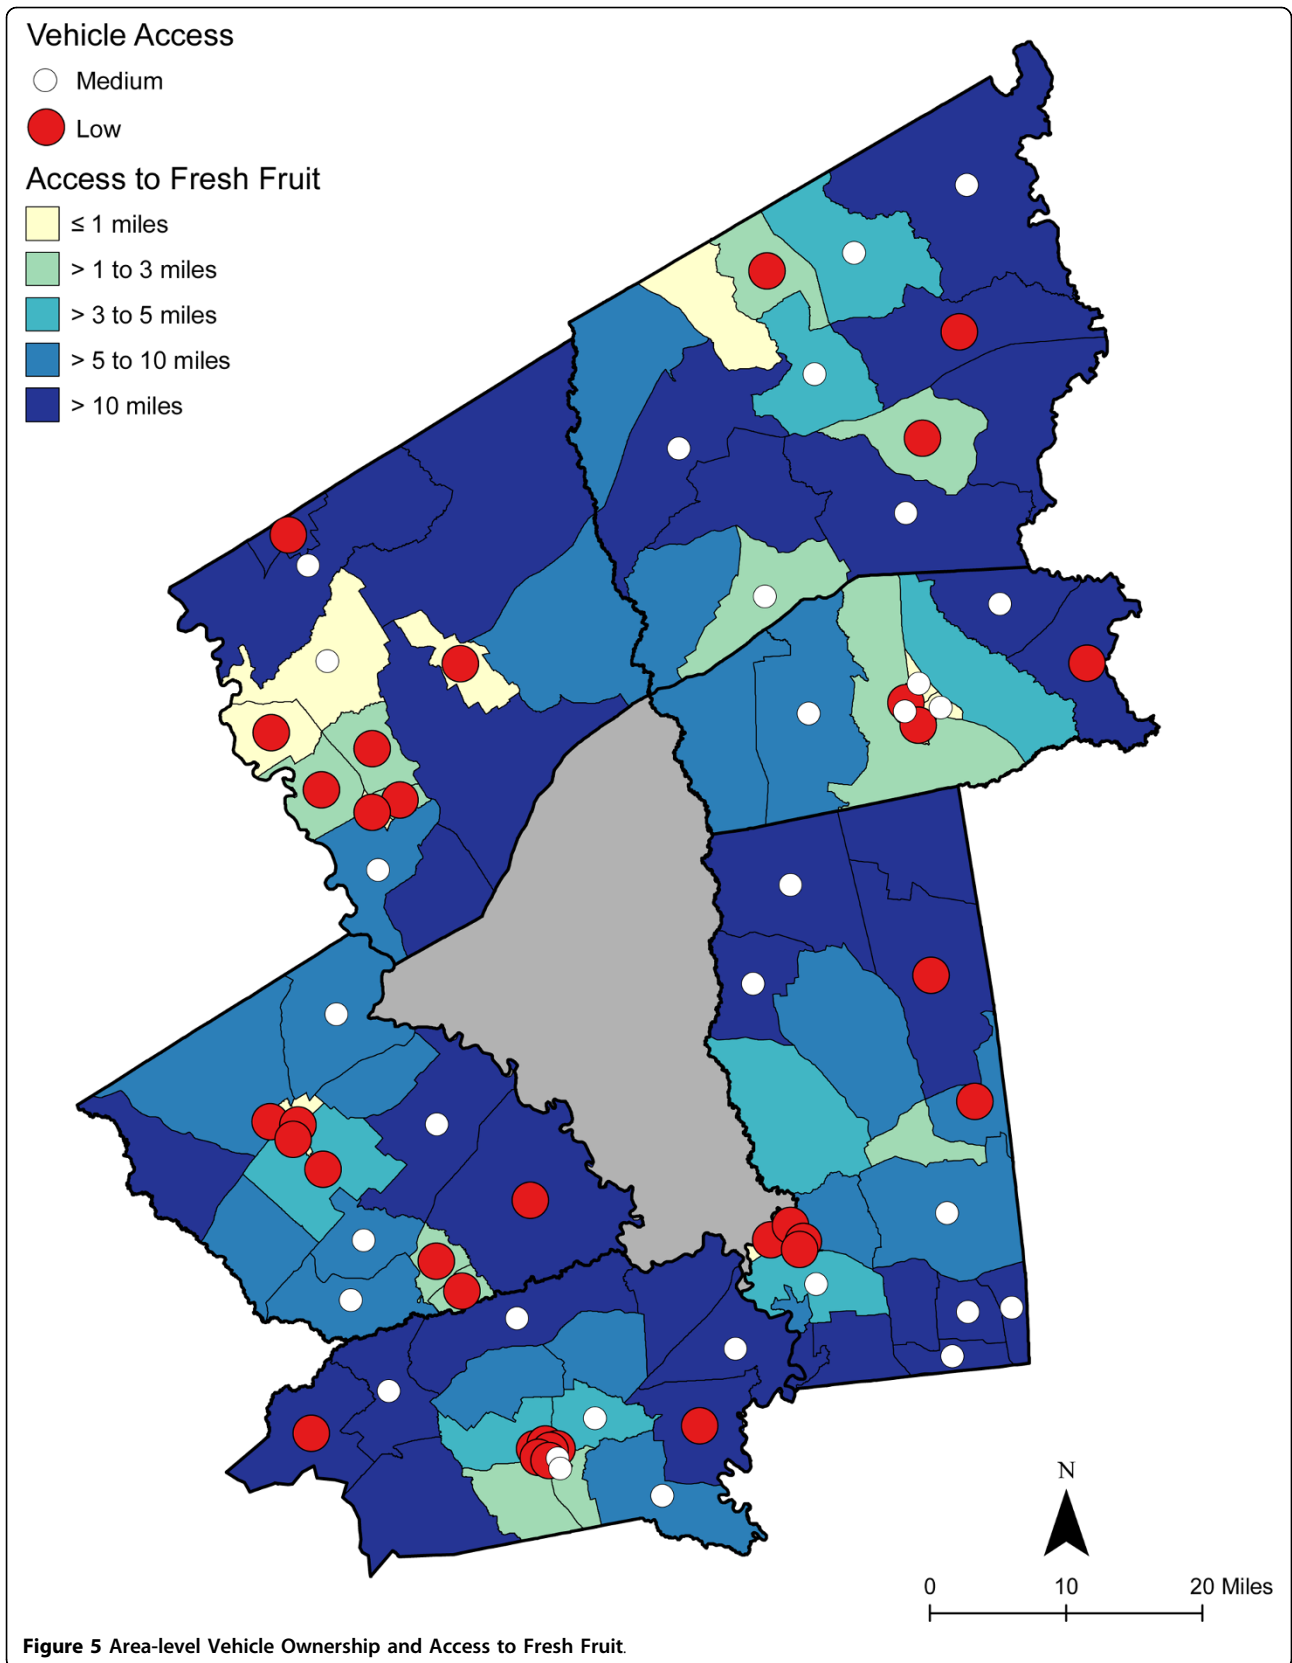 Vehicle Access
Medium
Low
Access to Fresh Fruit
≤ 1 miles
> 1 to 3 miles
> 3 to 5 miles
> 5 to 10 miles
> 10 miles
N
0 10 20 Miles
Figure 5 Area-level Vehicle Ownership and Access to Fresh Fruit.